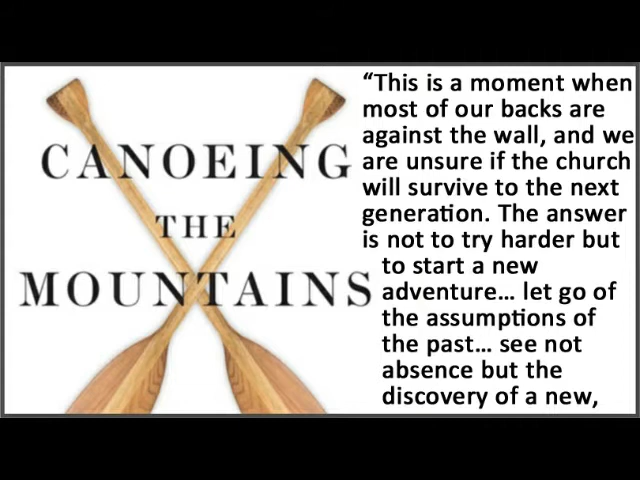 CANOEING
THE
MOUNTAINS
“This is a moment when
most of our backs are
against the wall, and we
are unsure if the church
will survive to the next
generation. The answer
is not to try harder but
to start a new
adventure... let go of
the assumptions of
the past... see not
absence but the
discovery of a new,